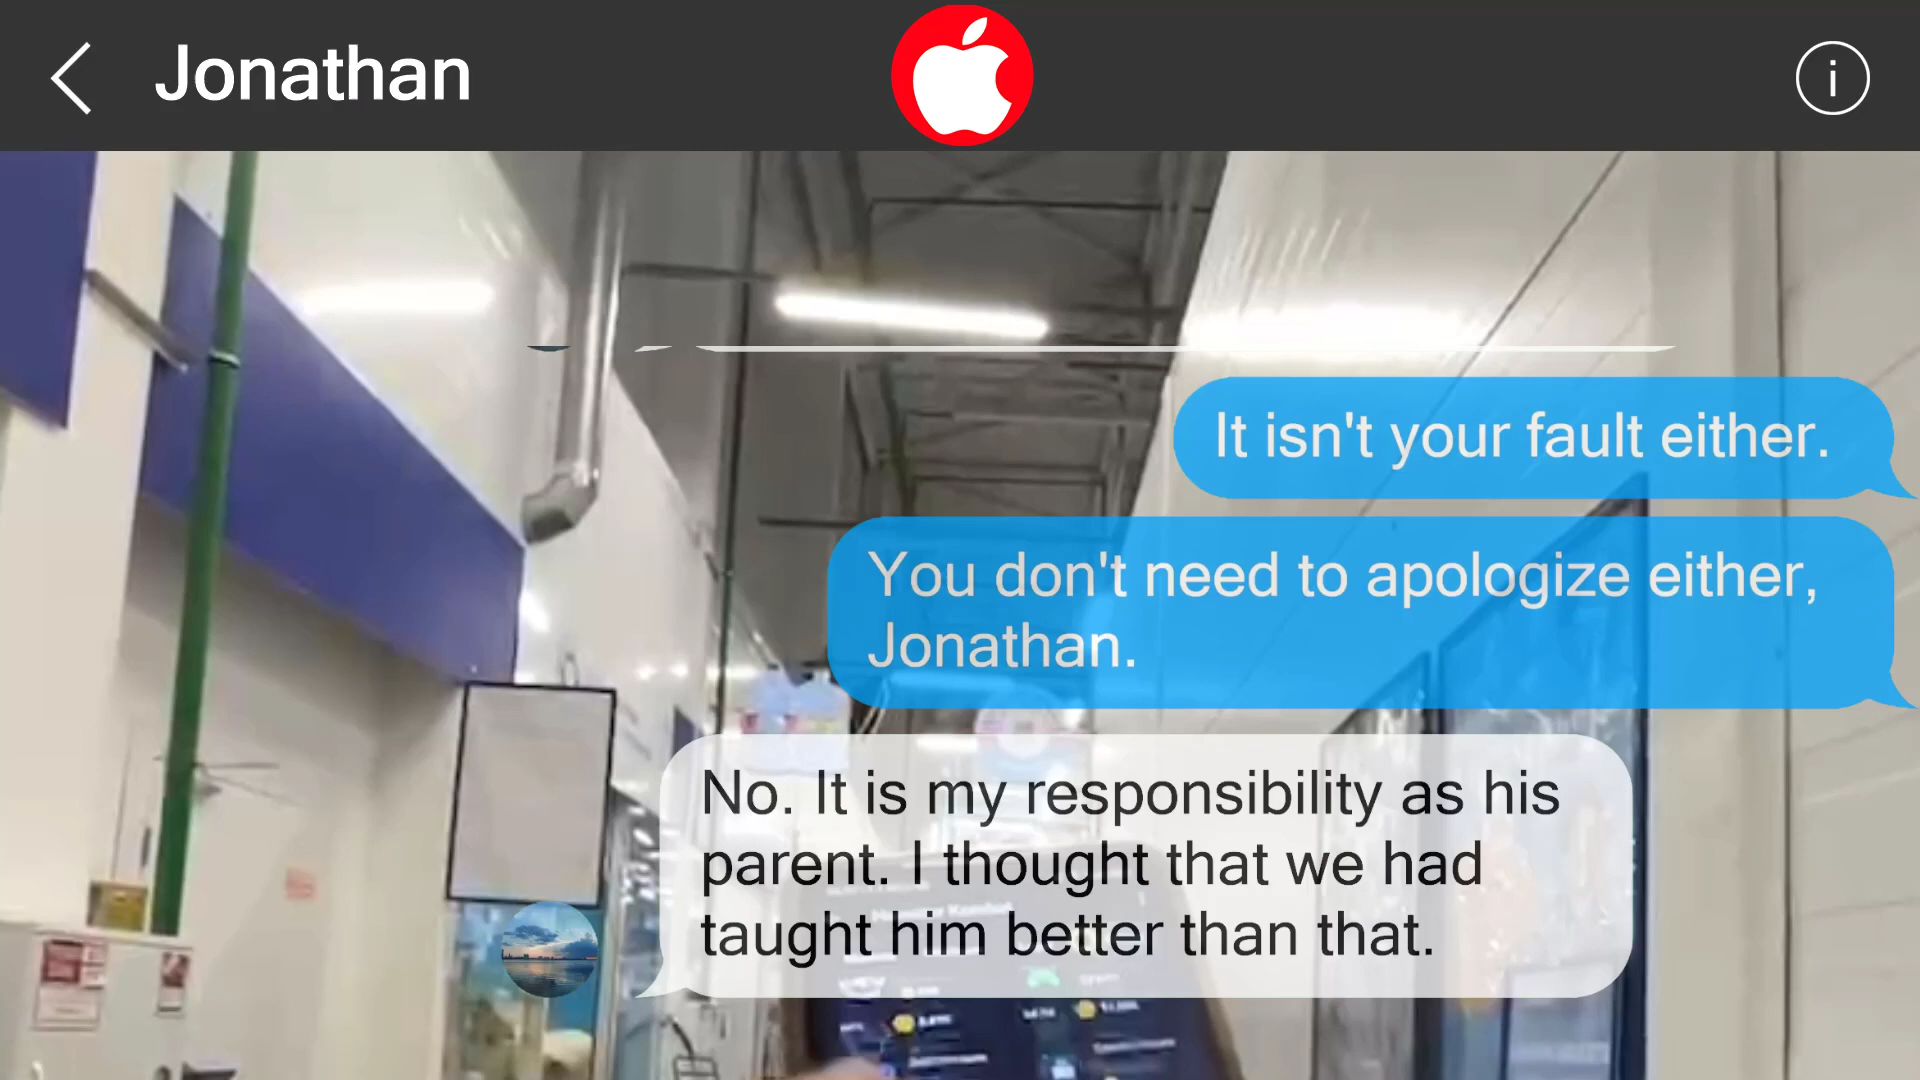 Jonathan
i
It isn't your fault either.
You don't need to apologize either,
Jonathan.
No. It is my responsibility as his
parent. I thought that we had
taught him better than that.